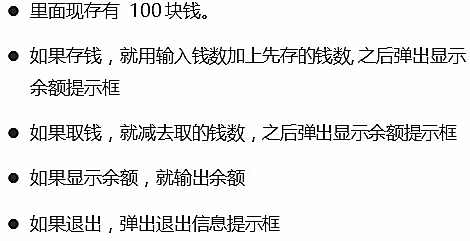 ● 里面现存有 100块钱。
● 如果存钱，就用输入钱数加上先存的钱数,之后弹出显示
余额提示框
● 如果取钱，就减去取的钱数，之后弹出显示余额提示框
● 如果显示余额，就输出余额
● 如果退出，弹出退出信息提示框